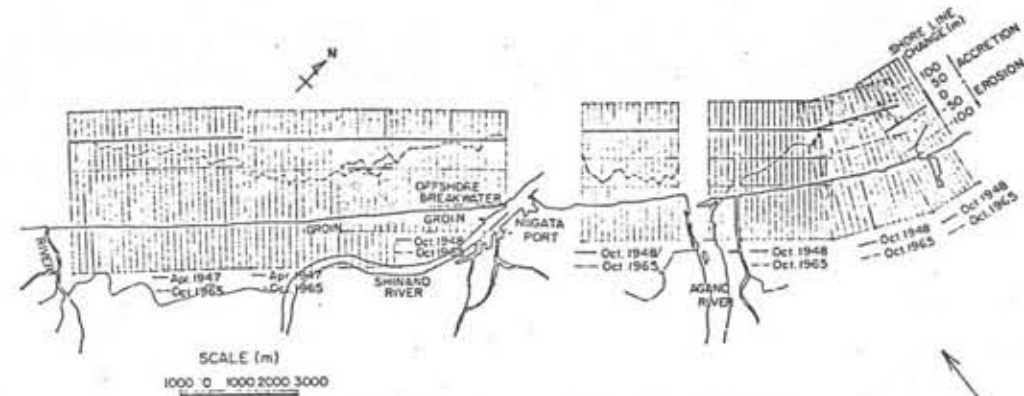 N
SHORE LINE
CHANGE (m)
100
50
0
-50
-100
ACCRETION
EROSION
OFFSHORE
BREAKWATER
GROIN
GROIN
NIIGATA
PORT
RIVER
Oct. 1948
Oct. 1965
Apr. 1947
Oct. 1965
Apr. 1947
Oct. 1965
SHINANO
RIVER
Oct. 1948
Oct. 1965
AGANO
RIVER
Oct. 1948
Oct. 1965
Oct. 1948
Oct. 1965
Oct. 1948
Oct. 1965
SCALE (m)
1000 0 1000 2000 3000